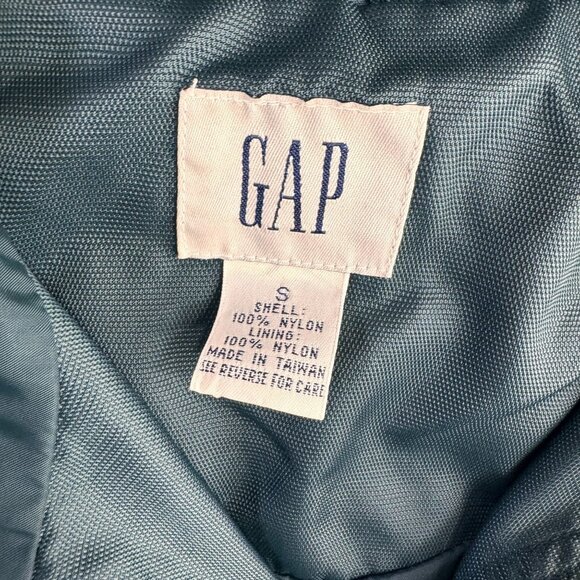 GAP
S
SHELL:
100% NYLON
LINING:
100% NYLON
MADE IN TAIWAN
SEE REVERSE FOR CARE